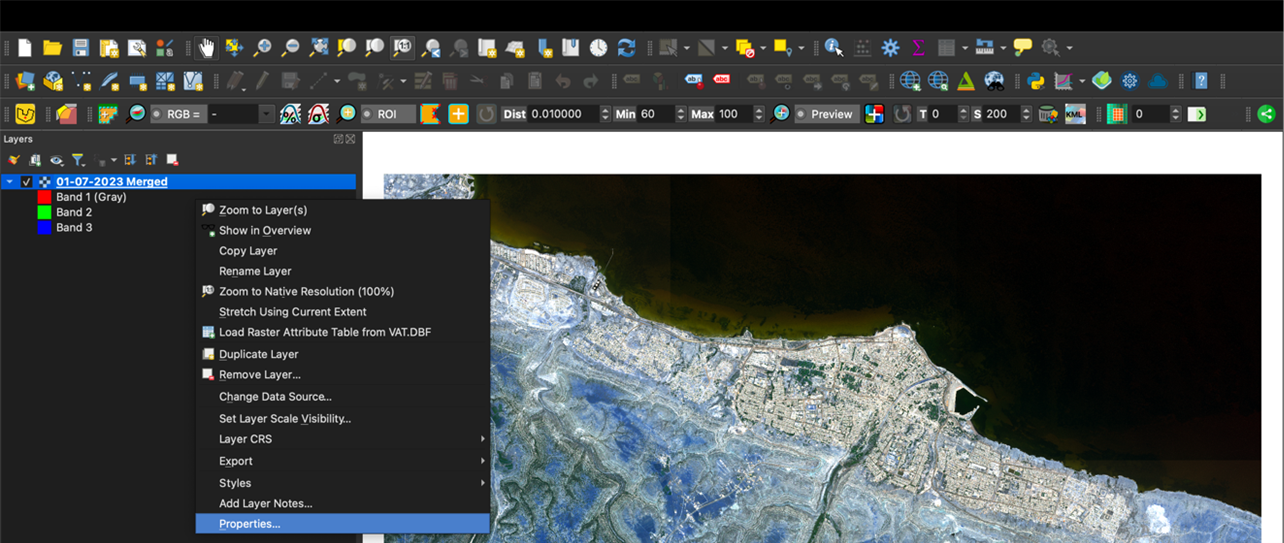 RGB = - ROI Dist 0.010000 Min 60 Max 100 Preview T 0 S 200 KML 0
Layers
01-07-2023 Merged
Band 1 (Gray)
Band 2
Band 3
Zoom to Layer(s)
Show in Overview
Copy Layer
Rename Layer
Zoom to Native Resolution (100%)
Stretch Using Current Extent
Load Raster Attribute Table from VAT.DBF
Duplicate Layer
Remove Layer...
Change Data Source...
Set Layer Scale Visibility...
Layer CRS
Export
Styles
Add Layer Notes...
Properties...